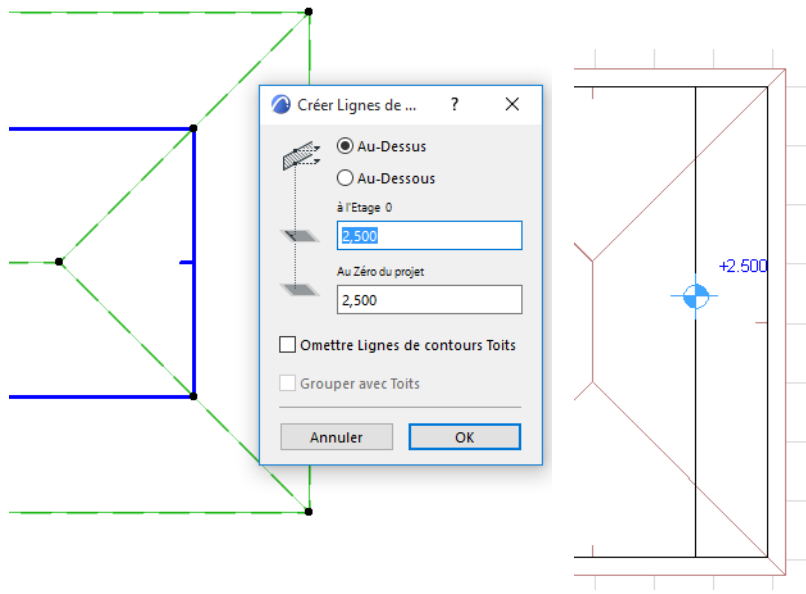 Créer Lignes de ...
?
Au-Dessus
Au-Dessous
à l'Etage 0
2,500
Au Zéro du projet
2,500
Omettre Lignes de contours Toits
Grouper avec Toits
Annuler
OK
+2.500